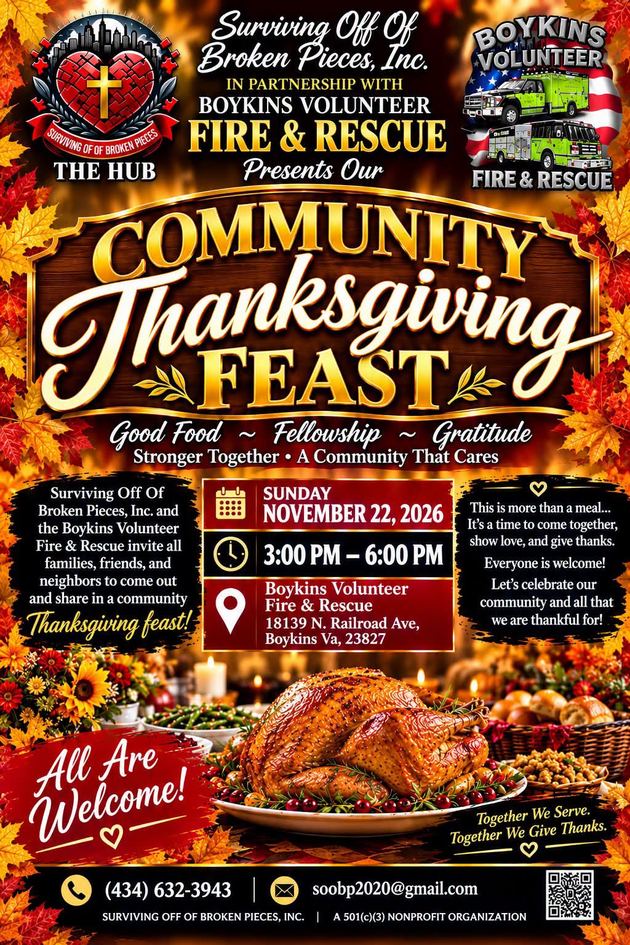 Surviving Off Of
Broken Pieces, Inc.
IN PARTNERSHIP WITH
BOYKINS VOLUNTEER
FIRE & RESCUE
Presents Our
SURVIVING OF OF BROKEN PIECES
THE HUB
BOYKINS
VOLUNTEER
FIRE & RESCUE
COMMUNITY
Thanksgiving
FEAST
Good Food ~ Fellowship ~ Gratitude
Stronger Together • A Community That Cares
Surviving Off Of
Broken Pieces, Inc. and
the Boykins Volunteer
Fire & Rescue invite all
families, friends, and
neighbors to come out
and share in a community
Thanksgiving feast!
SUNDAY
NOVEMBER 22, 2026
3:00 PM – 6:00 PM
Boykins Volunteer
Fire & Rescue
18139 N. Railroad Ave,
Boykins Va, 23827
This is more than a meal...
It's a time to come together,
show love, and give thanks.
Everyone is welcome!
Let's celebrate our
community and all that
we are thankful for!
All Are
Welcome!
Together We Serve.
Together We Give Thanks.
(434) 632-3943 | soobp2020@gmail.com
SURVIVING OFF OF BROKEN PIECES, INC. | A 501(c)(3) NONPROFIT ORGANIZATION